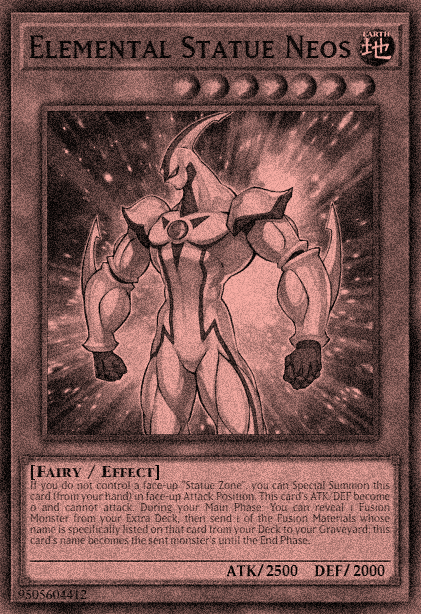 Elemental Statue Neos
EARTH
地
[Fairy / Effect]
If you do not control a face-up "Statue Zone", you can Special Summon this
card (from your hand) in face-up Attack Position. This card's ATK/DEF become
0 and cannot attack. During your Main Phase: You can reveal 1 Fusion
Monster from your Extra Deck, then send 1 of the Fusion Materials whose
name is specifically listed on that card from your Deck to your Graveyard; this
card's name becomes the sent monster's until the End Phase.
ATK/2500 DEF/2000
9505604412